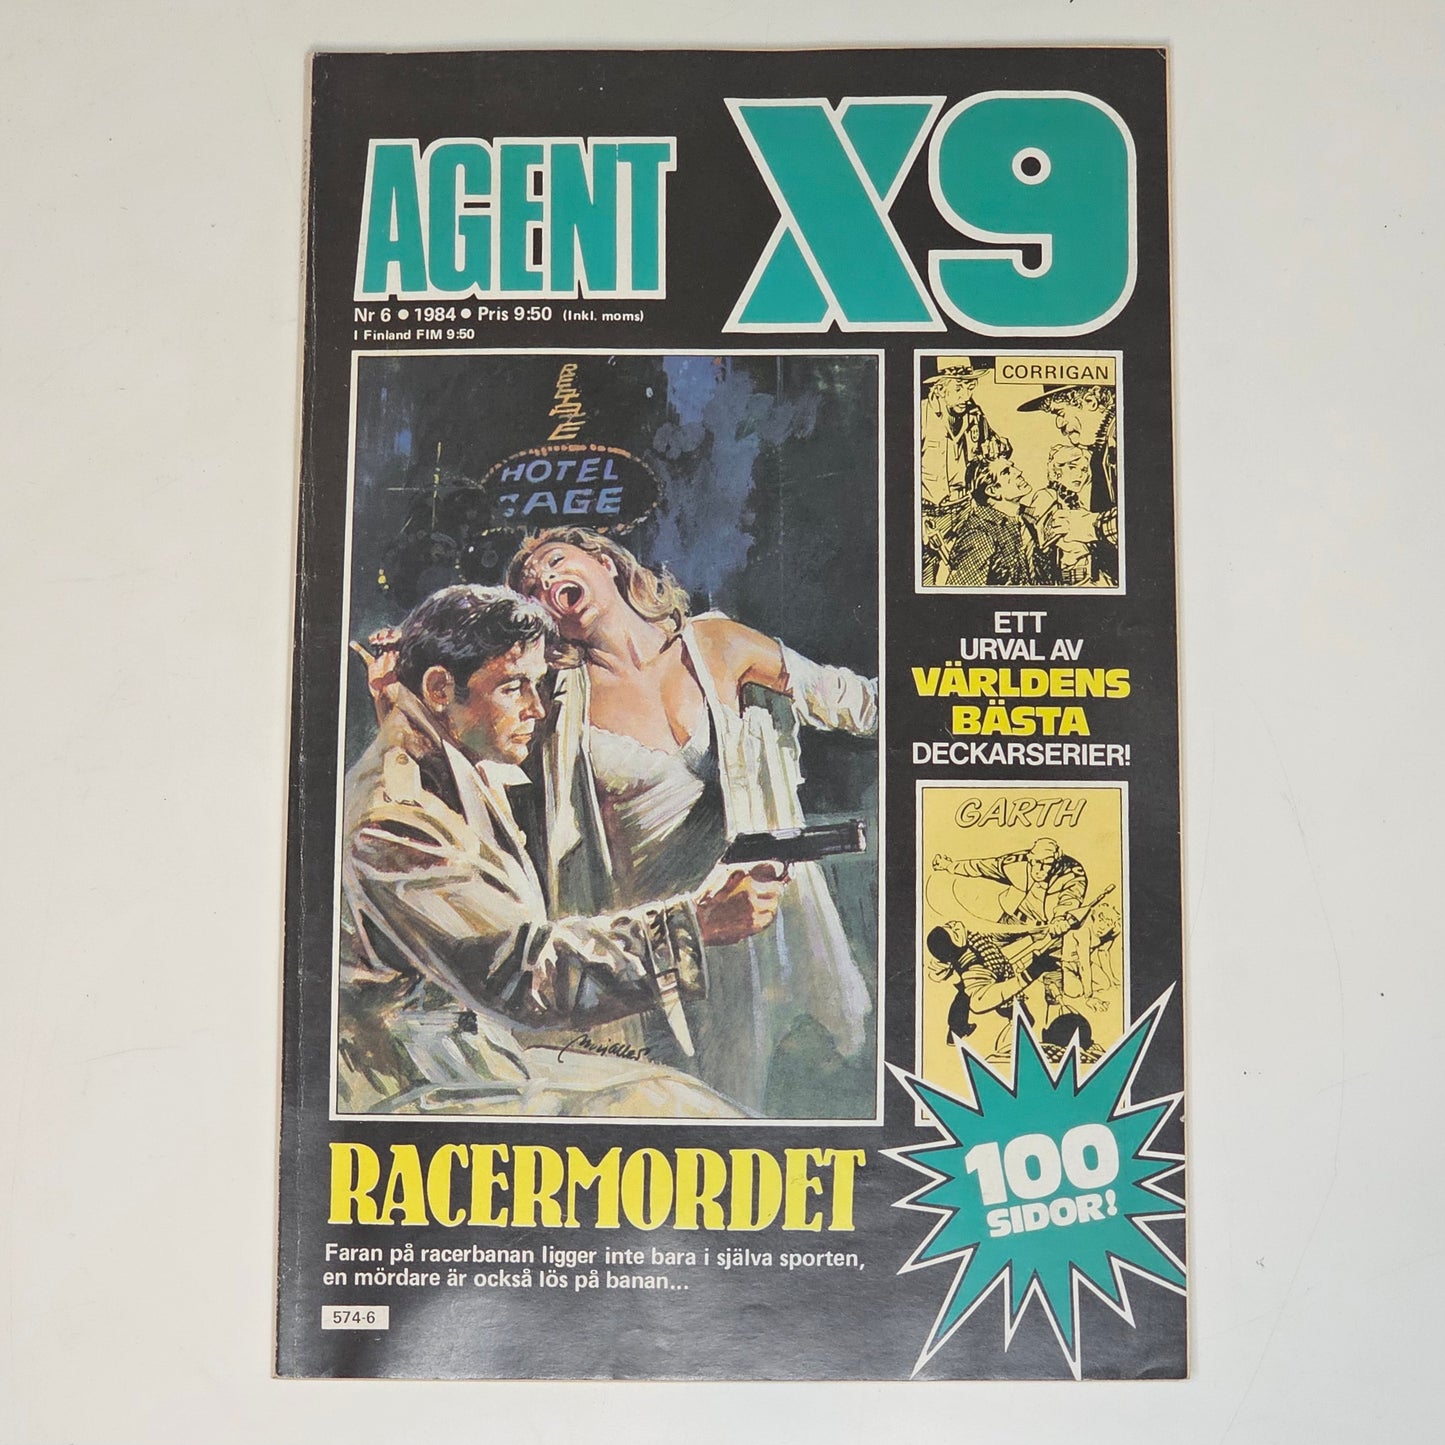 AGENT X9
Nr 6 • 1984 • Pris 9:50 (Inkl. moms)
I Finland FIM 9:50
HOTEL
AGE
CORRIGAN
ETT
URVAL AV
VÄRLDENS
BÄSTA
DECKARSERIER!
GARTH
100
SIDOR!
RACERMORDET
Faran på racerbanan ligger inte bara i själva sporten,
en mördare är också lös på banan...
574-6